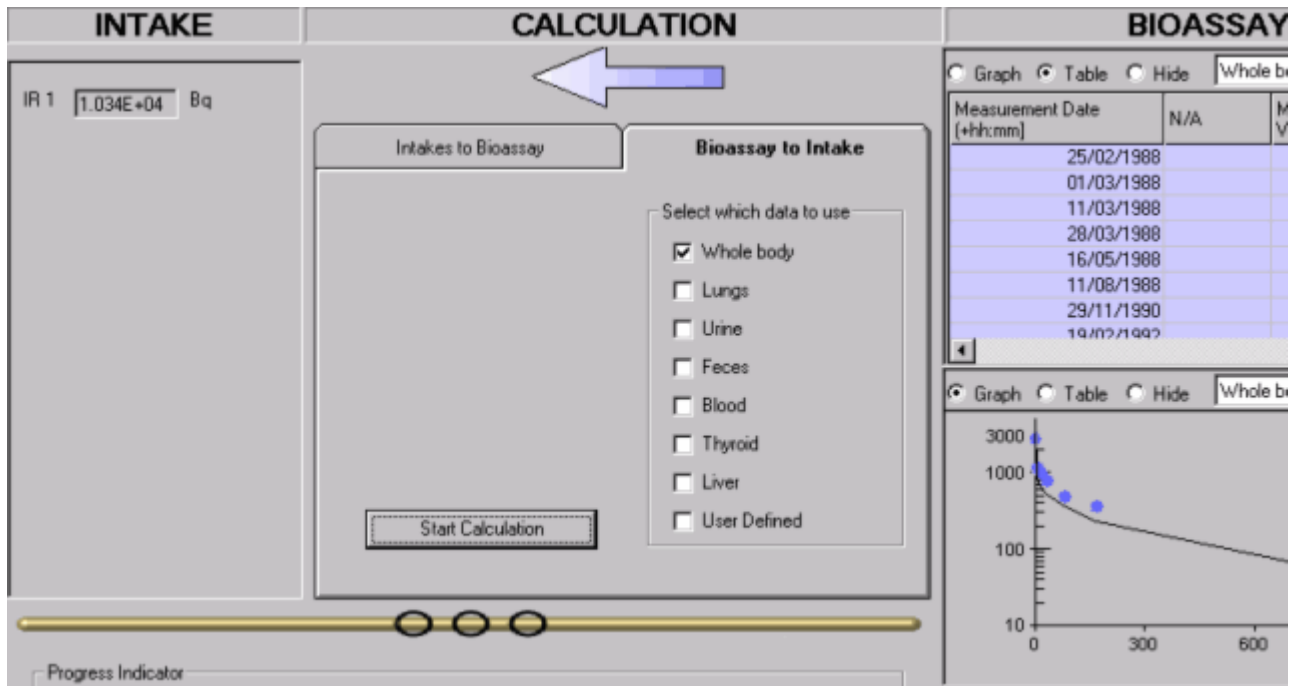 INTAKE
CALCULATION
BIOASSAY
IR 1 1.034E+04 Bq
Intakes to Bioassay
Bioassay to Intake
Select which data to use
Whole body
Lungs
Urine
Feces
Blood
Thyroid
Liver
User Defined
Start Calculation
Progress Indicator
Graph Table Hide Whole b
Measurement Date N/A M
(+hh:mm) V
25/02/1988
01/03/1988
11/03/1988
28/03/1988
16/05/1988
11/08/1988
29/11/1990
19/02/1992
Graph Table Hide Whole b
3000
1000
100
10
0 300 600